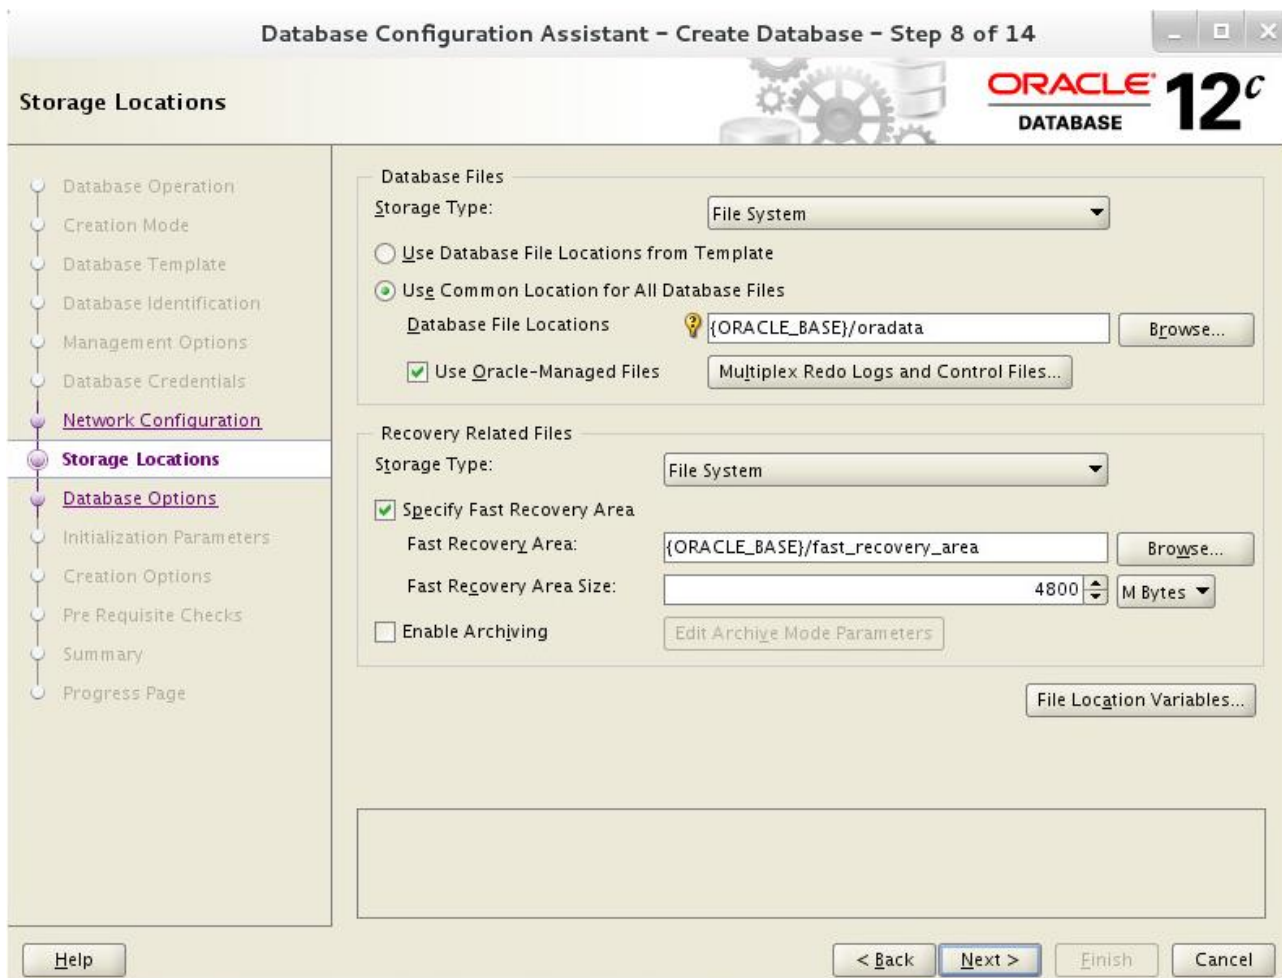 Database Configuration Assistant - Create Database - Step 8 of 14
Storage Locations
ORACLE
DATABASE
12c
Database Operation
Creation Mode
Database Template
Database Identification
Management Options
Database Credentials
Network Configuration
Storage Locations
Database Options
Initialization Parameters
Creation Options
Pre Requisite Checks
Summary
Progress Page
Database Files
Storage Type: File System
Use Database File Locations from Template
Use Common Location for All Database Files
Database File Locations {ORACLE_BASE}/oradata Browse...
Use Oracle-Managed Files Multiplex Redo Logs and Control Files...
Recovery Related Files
Storage Type: File System
Specify Fast Recovery Area
Fast Recovery Area: {ORACLE_BASE}/fast_recovery_area Browse...
Fast Recovery Area Size: 4800 M Bytes
Enable Archiving Edit Archive Mode Parameters
File Location Variables...
Help < Back Next > Finish Cancel